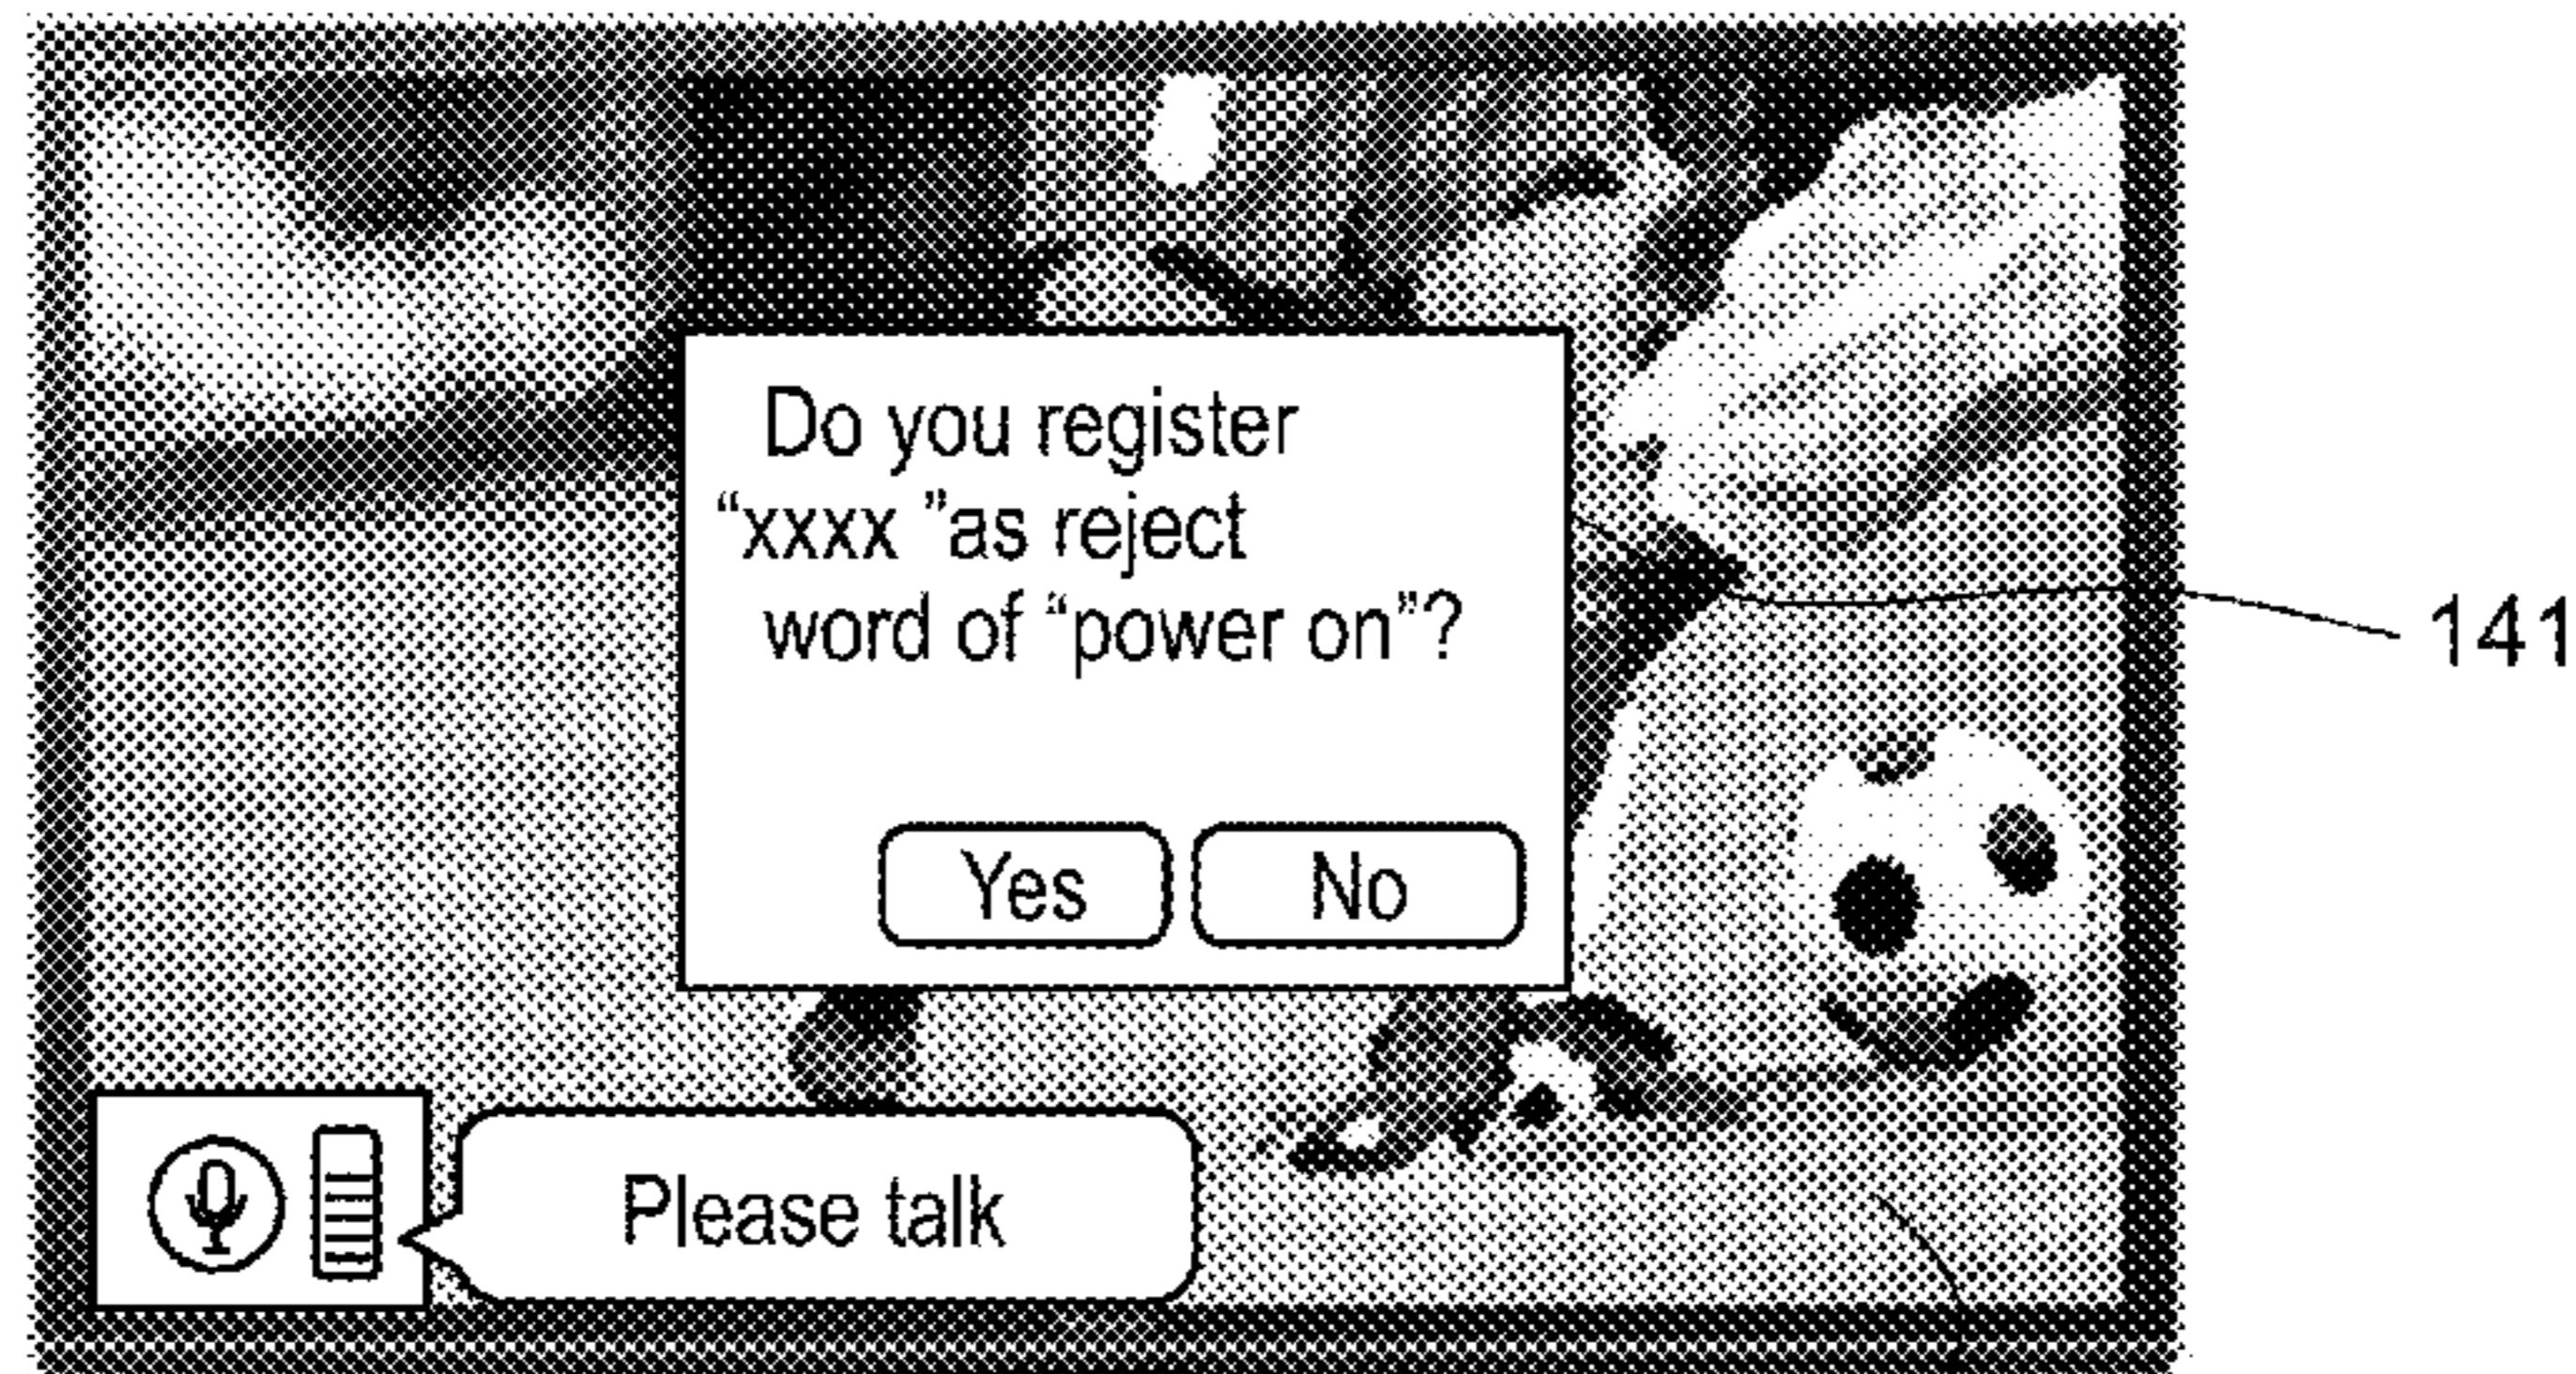 Do you register
“xxxx ”as reject
word of “power on”?
Yes No
141
Please talk